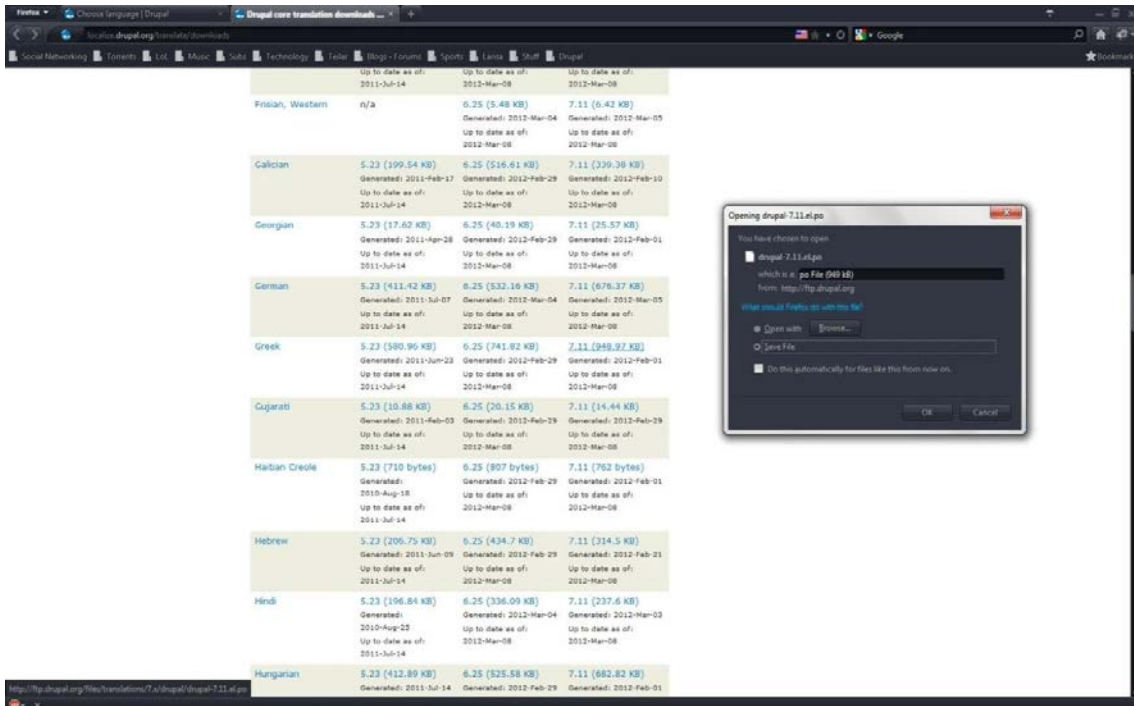 Firefox
Choose language | Drupal
Drupal core translation downloads ...
localize.drupal.org/translate/downloads
Google
Social Networking Torrents LoL Music Subs Technology Teilar Blogs - Forums Sports Lansa Stuff Drupal
Bookmark
Up to date as of: Up to date as of: Up to date as of:
2011-Jul-14 2012-Mar-08 2012-Mar-08
Frisian, Western n/a 6.25 (5.48 KB) 7.11 (6.42 KB)
Generated: 2012-Mar-04 Generated: 2012-Mar-05
Up to date as of: Up to date as of:
2012-Mar-08 2012-Mar-08
Galician 5.23 (199.54 KB) 6.25 (516.61 KB) 7.11 (339.38 KB)
Generated: 2011-Feb-17 Generated: 2012-Feb-29 Generated: 2012-Feb-10
Up to date as of: Up to date as of: Up to date as of:
2011-Jul-14 2012-Mar-08 2012-Mar-08
Georgian 5.23 (17.62 KB) 6.25 (40.19 KB) 7.11 (25.57 KB)
Generated: 2011-Apr-28 Generated: 2012-Feb-29 Generated: 2012-Feb-01
Up to date as of: Up to date as of: Up to date as of:
2011-Jul-14 2012-Mar-08 2012-Mar-08
German 5.23 (411.42 KB) 6.25 (532.16 KB) 7.11 (676.37 KB)
Generated: 2011-Jul-07 Generated: 2012-Mar-04 Generated: 2012-Mar-05
Up to date as of: Up to date as of: Up to date as of:
2011-Jul-14 2012-Mar-08 2012-Mar-08
Greek 5.23 (580.96 KB) 6.25 (741.82 KB) 7.11 (948.97 KB)
Generated: 2011-Jun-23 Generated: 2012-Feb-29 Generated: 2012-Feb-01
Up to date as of: Up to date as of: Up to date as of:
2011-Jul-14 2012-Mar-08 2012-Mar-08
Gujarati 5.23 (10.88 KB) 6.25 (20.15 KB) 7.11 (14.44 KB)
Generated: 2011-Feb-03 Generated: 2012-Feb-29 Generated: 2012-Feb-29
Up to date as of: Up to date as of: Up to date as of:
2011-Jul-14 2012-Mar-08 2012-Mar-08
Haitian Creole 5.23 (710 bytes) 6.25 (807 bytes) 7.11 (762 bytes)
Generated: Generated: 2012-Feb-29 Generated: 2012-Feb-01
2010-Aug-18 Up to date as of: Up to date as of:
Up to date as of: 2012-Mar-08 2012-Mar-08
2011-Jul-14
Hebrew 5.23 (206.75 KB) 6.25 (434.7 KB) 7.11 (314.5 KB)
Generated: 2011-Jun-09 Generated: 2012-Feb-29 Generated: 2012-Feb-21
Up to date as of: Up to date as of: Up to date as of:
2011-Jul-14 2012-Mar-08 2012-Mar-08
Hindi 5.23 (196.84 KB) 6.25 (336.09 KB) 7.11 (237.6 KB)
Generated: Generated: 2012-Mar-04 Generated: 2012-Mar-03
2010-Aug-25 Up to date as of: Up to date as of:
Up to date as of: 2012-Mar-08 2012-Mar-08
2011-Jul-14
Hungarian 5.23 (412.89 KB) 6.25 (525.58 KB) 7.11 (682.82 KB)
Generated: 2011-Jul-14 Generated: 2012-Feb-29 Generated: 2012-Feb-01
http://ftp.drupal.org/files/translations/7.x/drupal/drupal-7.11.el.po
Opening drupal-7.11.el.po
You have chosen to open
drupal-7.11.el.po
which is a: po File (949 kB)
from: http://ftp.drupal.org
What should Firefox do with this file?
Open with Browse...
Save File
Do this automatically for files like this from now on.
OK Cancel